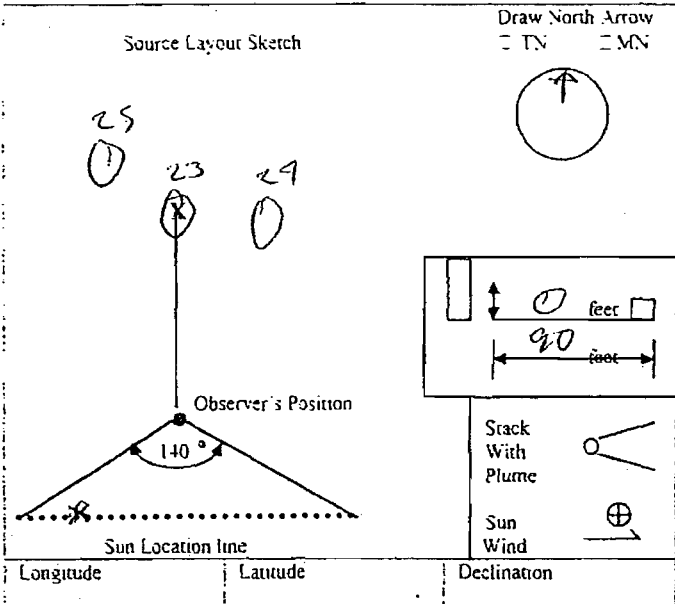 Draw North Arrow
Source Layout Sketch
TN MN
25
23
24
0 feet
90
feet
Observer's Position
140°
Stack
With
Plume
Sun
Wind
Sun Location line
Longitude Latitude Declination